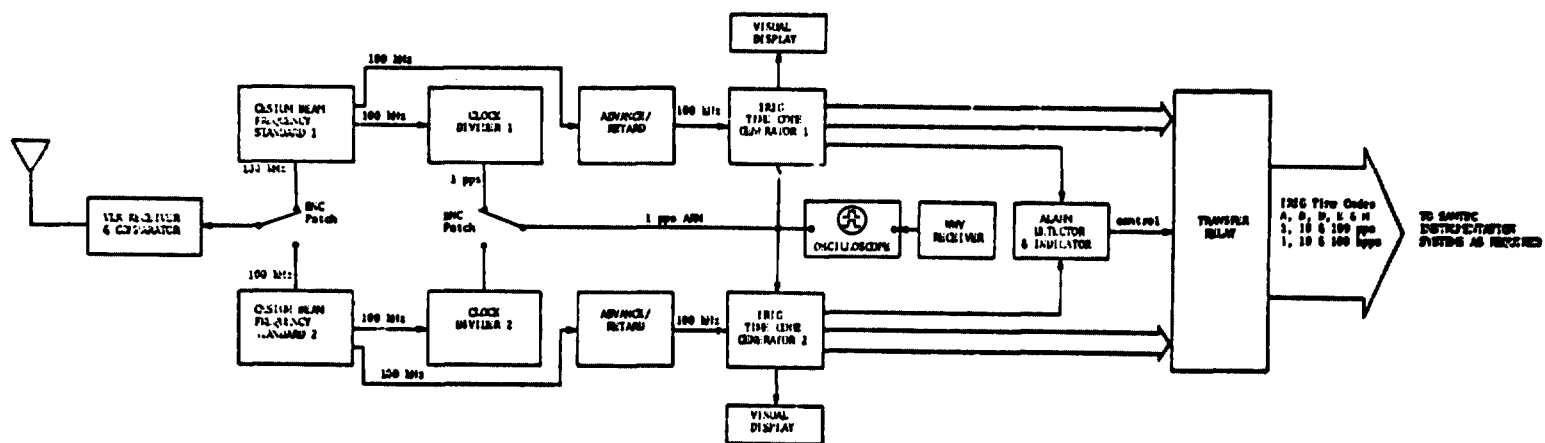 VISUAL
DISPLAY
100 kHz
CESIUM BEAM
FREQUENCY
STANDARD 1
100 kHz
CLOCK
DIVIDER 1
ADVANCE/
RETARD
100 kHz
IRIG
TIME CODE
GENERATOR 1
100 kHz
1 pps
VLF RECEIVER
& COMPARATOR
BNC
Patch
BNC
Patch
1 pps ARM
OSCILLOSCOPE
WWV
RECEIVER
ALARM
DETECTOR
& INDICATOR
control
TRANSFER
RELAY
IRIG Time Codes
A, B, D, E & H
1, 10 & 100 pps
1, 10 & 100 kpps
TO SAMTEC
INSTRUMENTATION
SYSTEMS AS REQUIRED
100 kHz
CESIUM BEAM
FREQUENCY
STANDARD 2
100 kHz
CLOCK
DIVIDER 2
ADVANCE/
RETARD
100 kHz
IRIG
TIME CODE
GENERATOR 2
100 kHz
VISUAL
DISPLAY